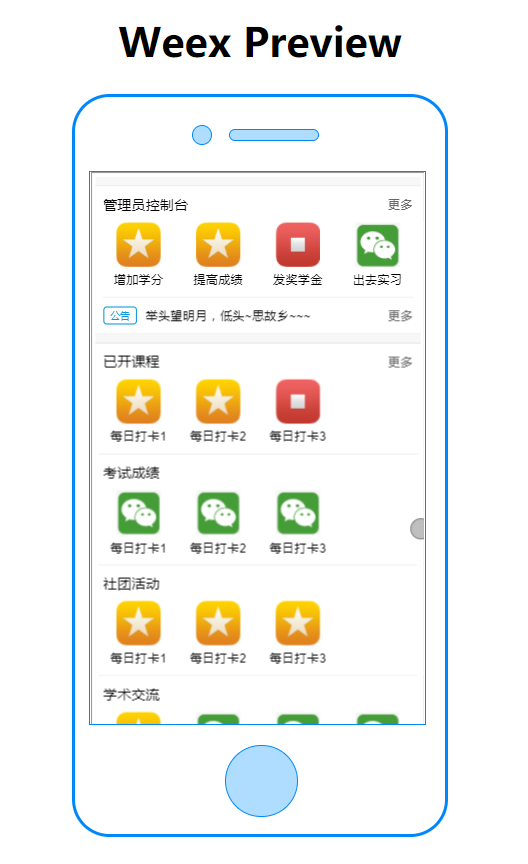 Weex Preview
管理员控制台 更多
增加学分 提高成绩 发奖学金 出去实习
公告 举头望明月，低头~思故乡~~~ 更多
已开课程 更多
每日打卡1 每日打卡2 每日打卡3
考试成绩
每日打卡1 每日打卡2 每日打卡3
社团活动
每日打卡1 每日打卡2 每日打卡3
学术交流